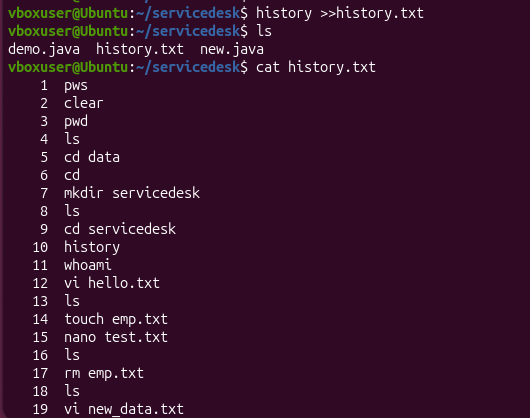 vboxuser@Ubuntu:~/servicedesk$ history >>history.txt
vboxuser@Ubuntu:~/servicedesk$ ls
demo.java  history.txt  new.java
vboxuser@Ubuntu:~/servicedesk$ cat history.txt
    1  pws
    2  clear
    3  pwd
    4  ls
    5  cd data
    6  cd
    7  mkdir servicedesk
    8  ls
    9  cd servicedesk
   10  history
   11  whoami
   12  vi hello.txt
   13  ls
   14  touch emp.txt
   15  nano test.txt
   16  ls
   17  rm emp.txt
   18  ls
   19  vi new_data.txt